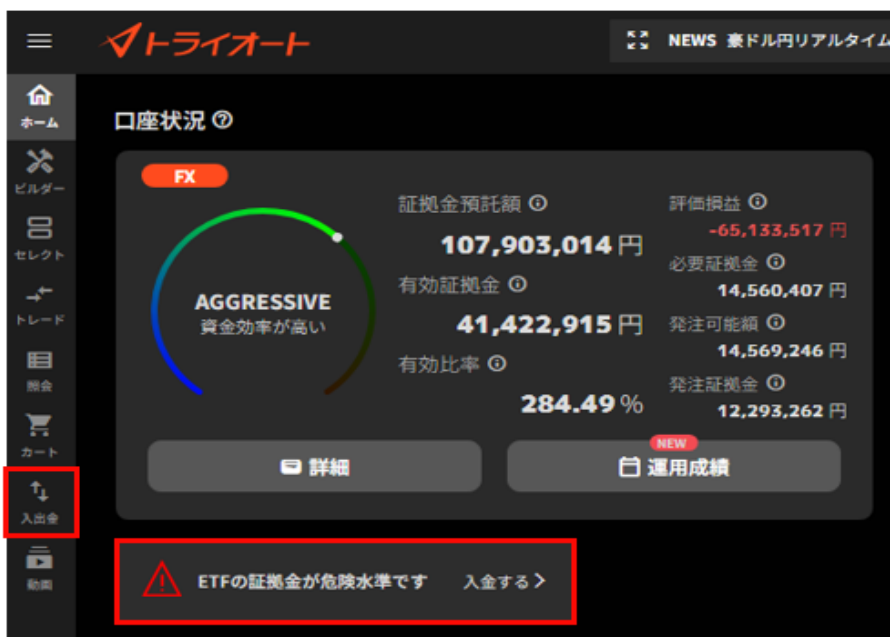 トライオート
NEWS 豪ドル円リアルタイム
ホーム
ビルダー
セレクト
トレード
照会
カート
入出金
動画
口座状況
FX
AGGRESSIVE
資金効率が高い
証拠金預託額
107,903,014 円
有効証拠金
41,422,915 円
有効比率
284.49 %
評価損益
-65,133,517 円
必要証拠金
14,560,407 円
発注可能額
14,569,246 円
発注証拠金
12,293,262 円
詳細
NEW
運用成績
ETFの証拠金が危険水準です 入金する